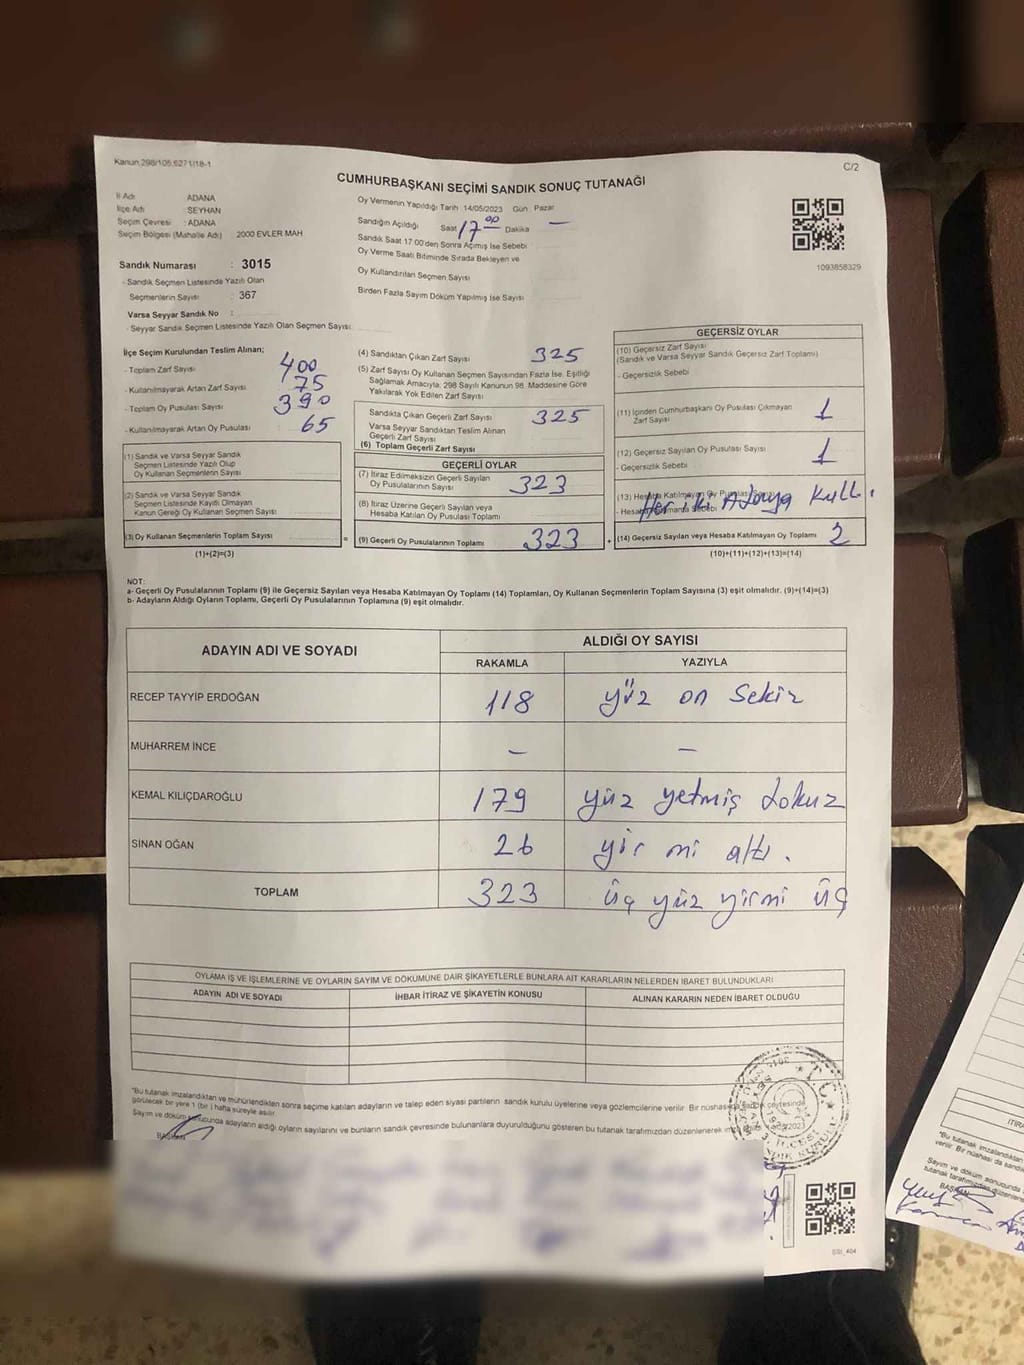 Kanun,298/105,6271/18-1
C/2
CUMHURBAŞKANI SEÇİMİ SANDIK SONUÇ TUTANAĞI
İl Adı ADANA
İlçe Adı SEYHAN
Seçim Çevresi : ADANA
Seçim Bölgesi (Mahalle Adı) 2000 EVLER MAH
Sandık Numarası : 3015
- Sandık Seçmen Listesinde Yazılı Olan
Seçmenlerin Sayısı : 367
Varsa Seyyar Sandık No :
- Seyyar Sandık Seçmen Listesinde Yazılı Olan Seçmen Sayısı:
Oy Vermenin Yapıldığı Tarih 14/05/2023 Gün Pazar
Sandığın Açıldığı Saat 17 00 Dakika —
Sandık Saat 17:00'den Sonra Açılmış İse Sebebi
Oy Verme Saati Bitiminde Sırada Bekleyen ve
Oy Kullandırılan Seçmen Sayısı
Birden Fazla Sayım Döküm Yapılmış İse Sayısı
1093858329
İlçe Seçim Kurulundan Teslim Alınan;
- Toplam Zarf Sayısı 400
- Kullanılmayarak Artan Zarf Sayısı 75
- Toplam Oy Pusulası Sayısı 390
- Kullanılmayarak Artan Oy Pusulası 65
(1) Sandık ve Varsa Seyyar Sandık
Seçmen Listesinde Yazılı Olup
Oy Kullanan Seçmenlerin Sayısı
(2) Sandık ve Varsa Seyyar Sandık
Seçmen Listesinde Kayıtlı Olmayan
Kanun Gereği Oy Kullanan Seçmen Sayısı
(3) Oy Kullanan Seçmenlerin Toplam Sayısı =
(1)+(2)=(3)
(4) Sandıktan Çıkan Zarf Sayısı 325
(5) Zarf Sayısı Oy Kullanan Seçmen Sayısından Fazla İse, Eşitliği
Sağlamak Amacıyla, 298 Sayılı Kanunun 98. Maddesine Göre
Yakılarak Yok Edilen Zarf Sayısı
Sandıkta Çıkan Geçerli Zarf Sayısı 325
Varsa Seyyar Sandıktan Teslim Alınan
Geçerli Zarf Sayısı
(6) Toplam Geçerli Zarf Sayısı
GEÇERLİ OYLAR
(7) İtiraz Edilmeksizin Geçerli Sayılan
Oy Pusulalarının Sayısı 323
(8) İtiraz Üzerine Geçerli Sayılan veya
Hesaba Katılan Oy Pusulası Toplamı
(9) Geçerli Oy Pusulalarının Toplamı 323 +
GEÇERSİZ OYLAR
(10) Geçersiz Zarf Sayısı
(Sandık ve Varsa Seyyar Sandık Geçersiz Zarf Toplamı)
- Geçersizlik Sebebi
(11) İçinden Cumhurbaşkanı Oy Pusulası Çıkmayan
Zarf Sayısı 1
(12) Geçersiz Sayılan Oy Pusulası Sayısı 1
- Geçersizlik Sebebi
(13) Hesaba Katılmayan Oy Pusulası
Her iki Adaya Kull.
(14) Geçersiz Sayılan veya Hesaba Katılmayan Oy Toplamı 2
(10)+(11)+(12)+(13)=(14)
NOT:
a- Geçerli Oy Pusulalarının Toplamı (9) ile Geçersiz Sayılan veya Hesaba Katılmayan Oy Toplamı (14) Toplamları, Oy Kullanan Seçmenlerin Toplam Sayısına (3) eşit olmalıdır. (9)+(14)=(3)
b- Adayların Aldığı Oyların Toplamı, Geçerli Oy Pusulalarının Toplamına (9) eşit olmalıdır.
ADAYIN ADI VE SOYADI ALDIĞI OY SAYISI
RAKAMLA YAZIYLA
RECEP TAYYİP ERDOĞAN 118 yüz on sekiz
MUHARREM İNCE — —
KEMAL KILIÇDAROĞLU 179 yüz yetmiş dokuz
SİNAN OĞAN 26 yirmi altı.
TOPLAM 323 üç yüz yirmi üç
OYLAMA İŞ VE İŞLEMLERİNE VE OYLARIN SAYIM VE DÖKÜMÜNE DAİR ŞİKAYETLERLE BUNLARA AİT KARARLARIN NELERDEN İBARET BULUNDUKLARI
ADAYIN ADI VE SOYADI İHBAR İTİRAZ VE ŞİKAYETİN KONUSU ALINAN KARARIN NEDEN İBARET OLDUĞU
"Bu tutanak imzalandıktan ve mühürlendikten sonra seçime katılan adayların ve talep eden siyasi partilerin sandık kurulu üyelerine veya gözlemcilerine verilir. Bir nüshası da sandık çevresinde
görülecek bir yere 1 (bir) hafta süreyle asılır.
Sayım ve döküm sonucunda adayların aldığı oyların sayılarını ve bunların sandık çevresinde bulunanlara duyurulduğunu gösteren bu tutanak tarafımızdan düzenlenerek
BAŞKAN
SSİ_404
"Bu tutanak imzalandıktan
verilir. Bir nüshası da
Sayım ve döküm sonucunda
tutanak tarafımızdan